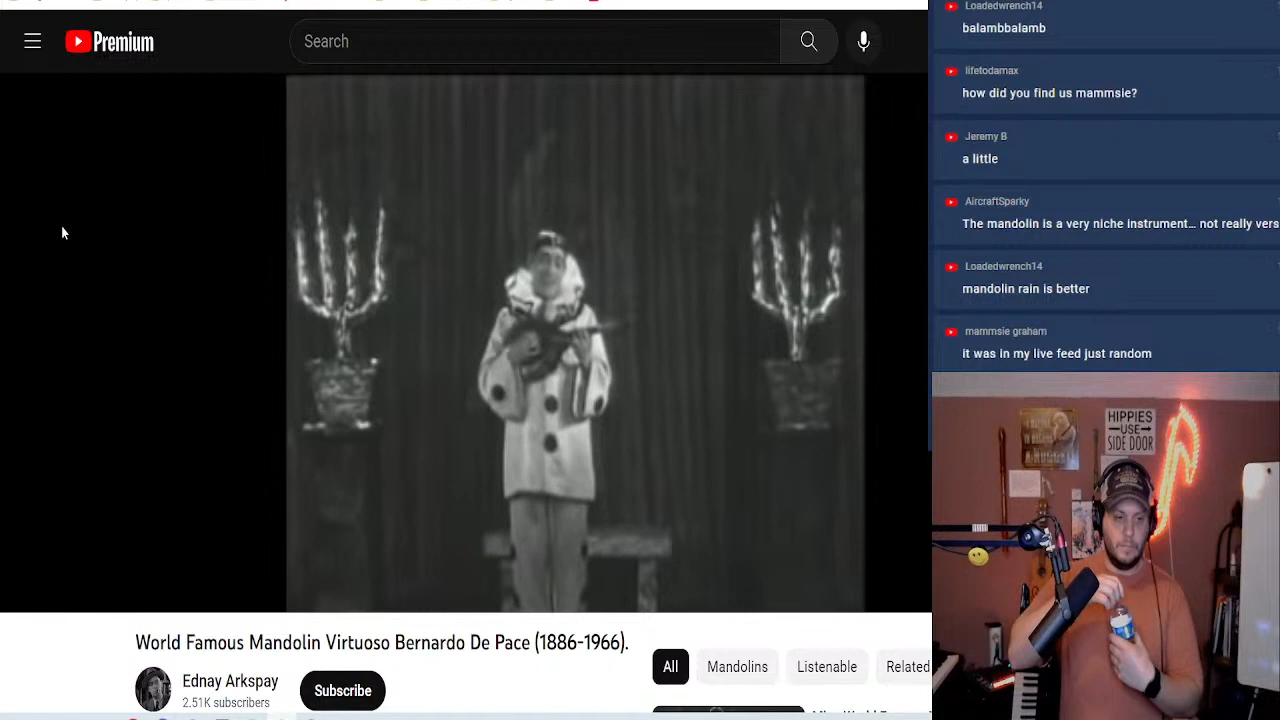 Premium
Search
World Famous Mandolin Virtuoso Bernardo De Pace (1886-1966).
Ednay Arkspay
2.51K subscribers
Subscribe
All
Mandolins
Listenable
Related
Loadedwrench14
balambbalamb
lifetodamax
how did you find us mammsie?
Jeremy B
a little
AircraftSparky
The mandolin is a very niche instrument... not really vers
Loadedwrench14
mandolin rain is better
mammsie graham
it was in my live feed just random
HIPPIES
USE
SIDE DOOR